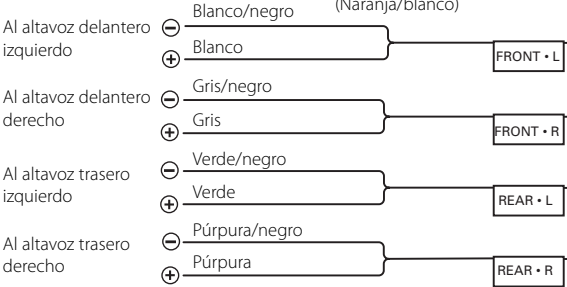 (Naranja/blanco)
Al altavoz delantero
izquierdo
⊖ Blanco/negro
⊕ Blanco
FRONT • L
Al altavoz delantero
derecho
⊖ Gris/negro
⊕ Gris
FRONT • R
Al altavoz trasero
izquierdo
⊖ Verde/negro
⊕ Verde
REAR • L
Al altavoz trasero
derecho
⊖ Púrpura/negro
⊕ Púrpura
REAR • R